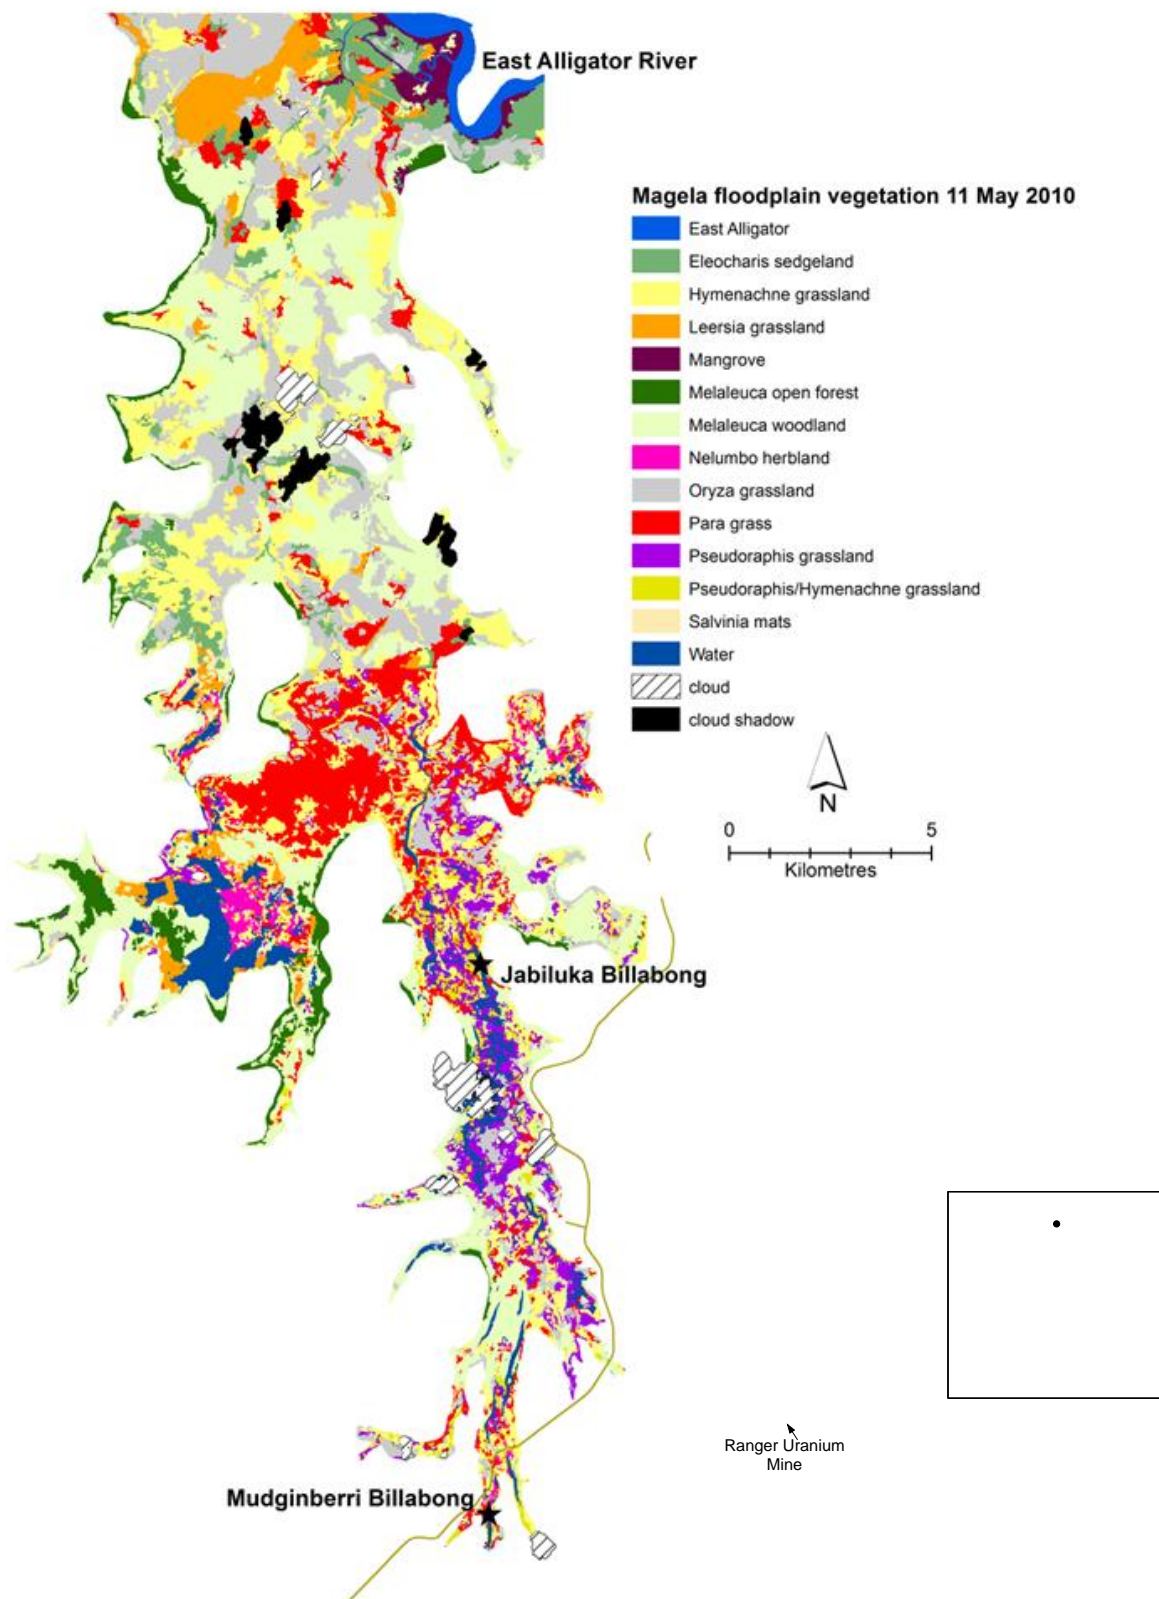 East Alligator River
Magela floodplain vegetation 11 May 2010
East Alligator
Eleocharis sedgeland
Hymenachne grassland
Leersia grassland
Mangrove
Melaleuca open forest
Melaleuca woodland
Nelumbo herbland
Oryza grassland
Para grass
Pseudoraphis grassland
Pseudoraphis/Hymenachne grassland
Salvinia mats
Water
cloud
cloud shadow
N
0 5
Kilometres
Jabiluka Billabong
Ranger Uranium
Mine
Mudginberri Billabong